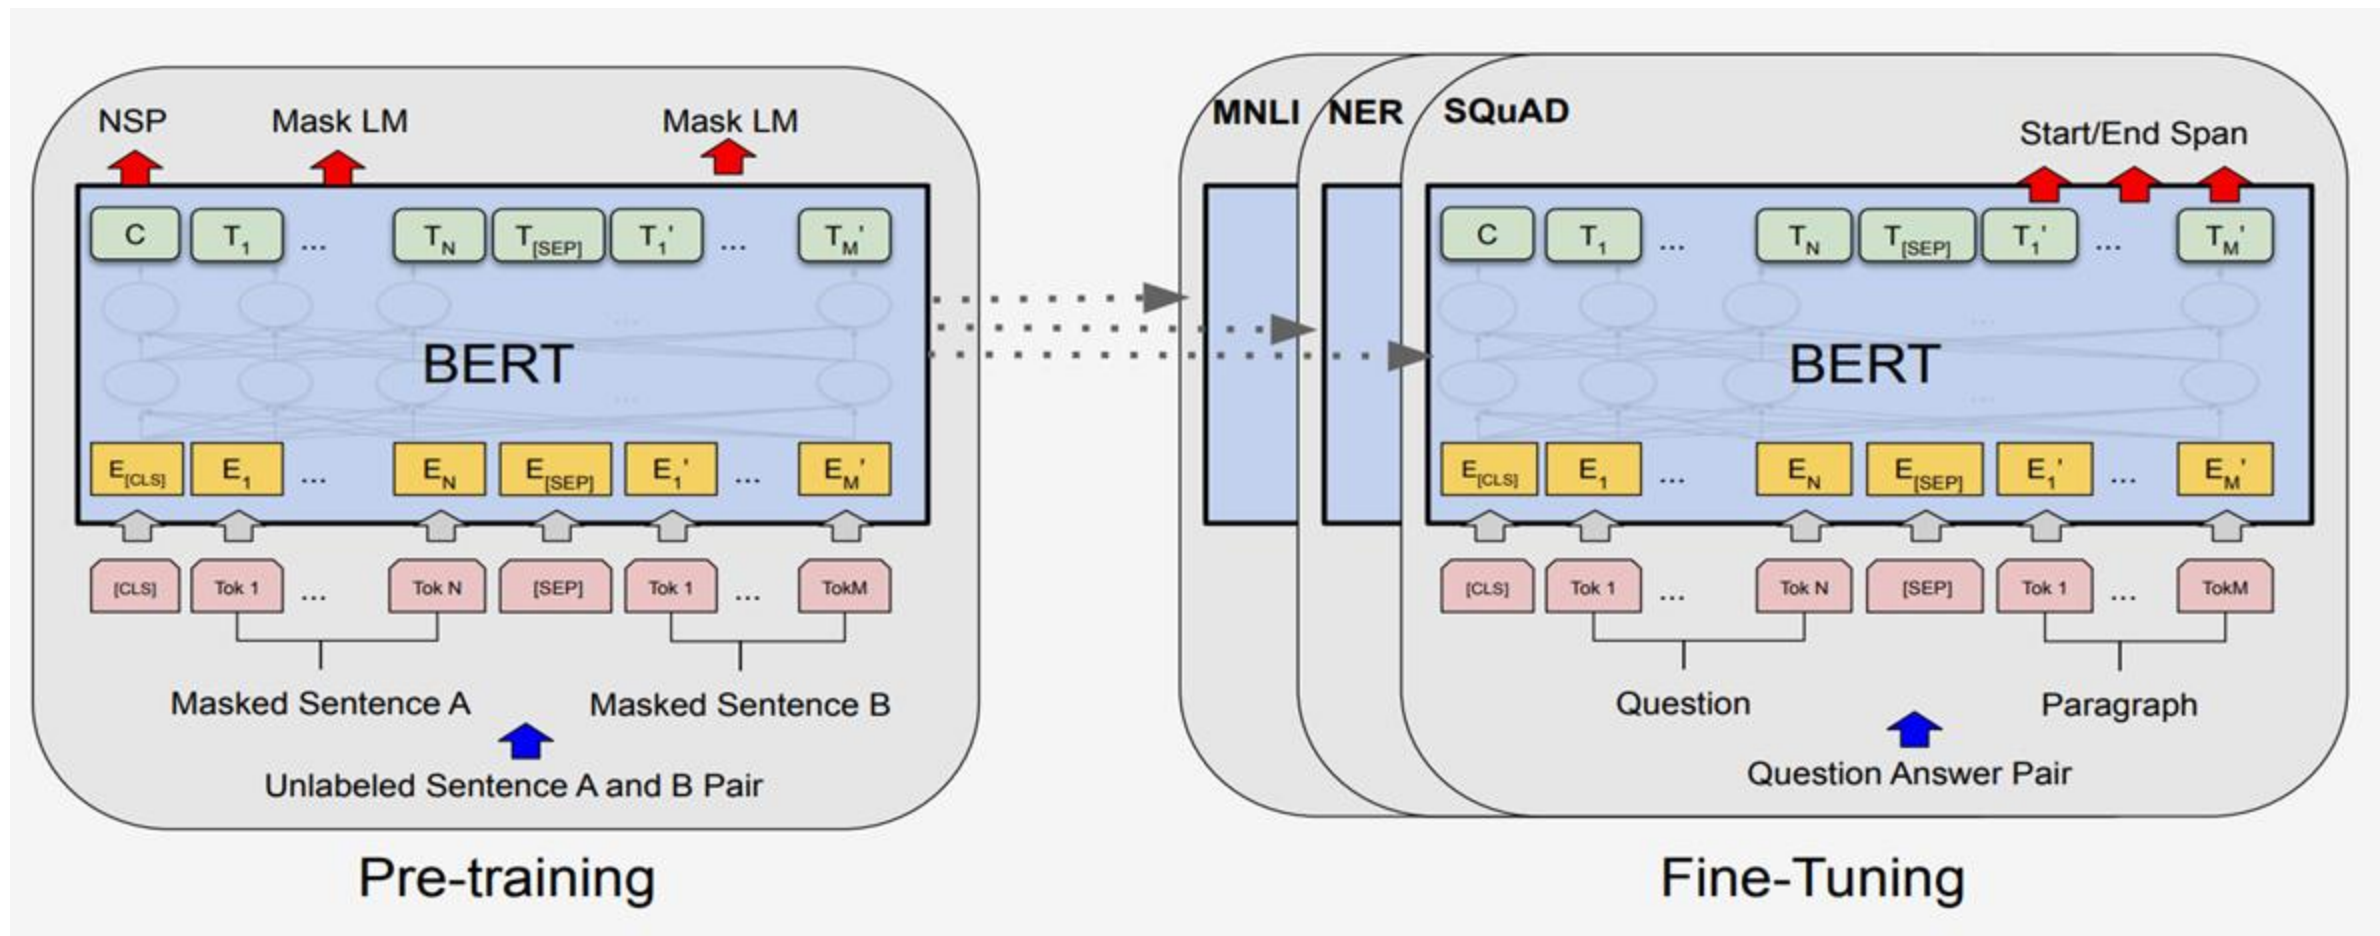 NSP Mask LM Mask LM
C T1 ... TN T[SEP] T1' ... TM'
BERT
E[CLS] E1 ... EN E[SEP] E1' ... EM'
[CLS] Tok 1 ... Tok N [SEP] Tok 1 ... TokM
Masked Sentence A Masked Sentence B
Unlabeled Sentence A and B Pair
Pre-training
MNLI NER SQuAD
Start/End Span
C T1 ... TN T[SEP] T1' ... TM'
BERT
E[CLS] E1 ... EN E[SEP] E1' ... EM'
[CLS] Tok 1 ... Tok N [SEP] Tok 1 ... TokM
Question Paragraph
Question Answer Pair
Fine-Tuning